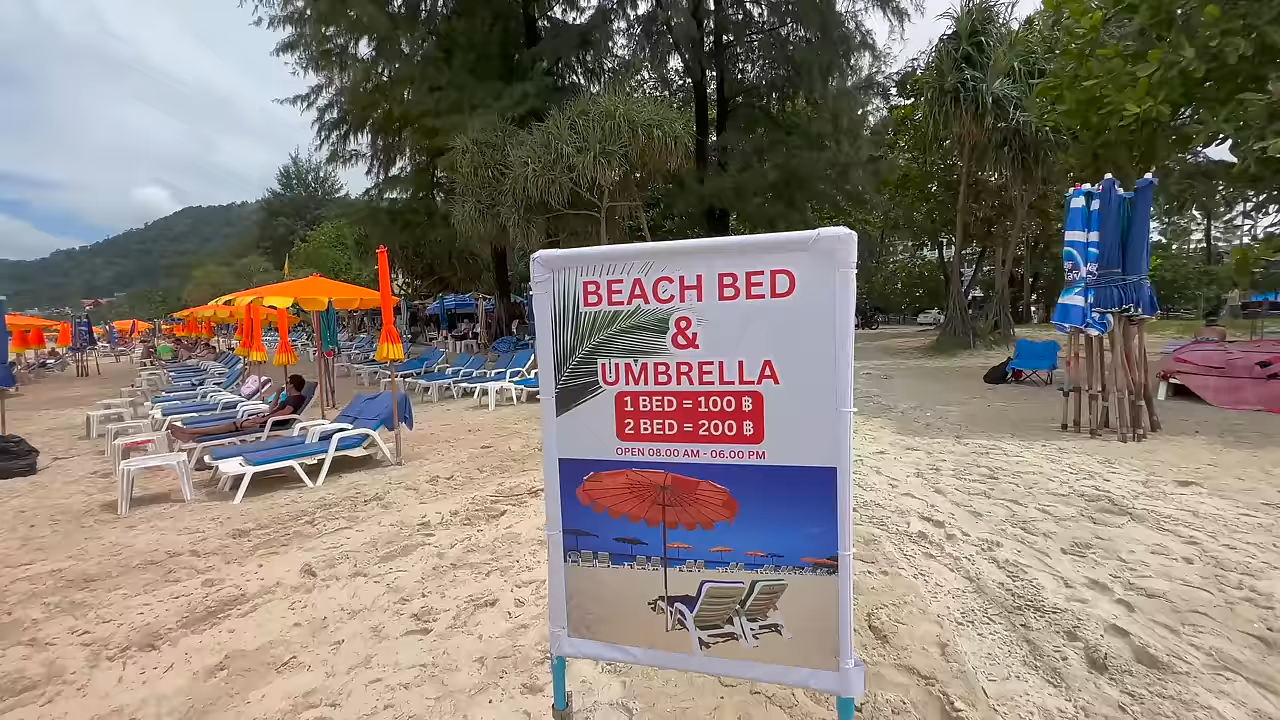 BEACH BED
&
UMBRELLA
1 BED = 100 ฿
2 BED = 200 ฿
OPEN 08.00 AM - 06.00 PM